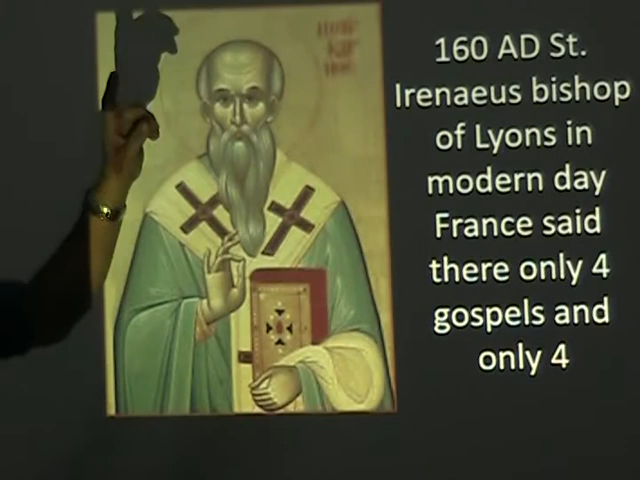 160 AD St.
Irenaeus bishop
of Lyons in
modern day
France said
there only 4
gospels and
only 4